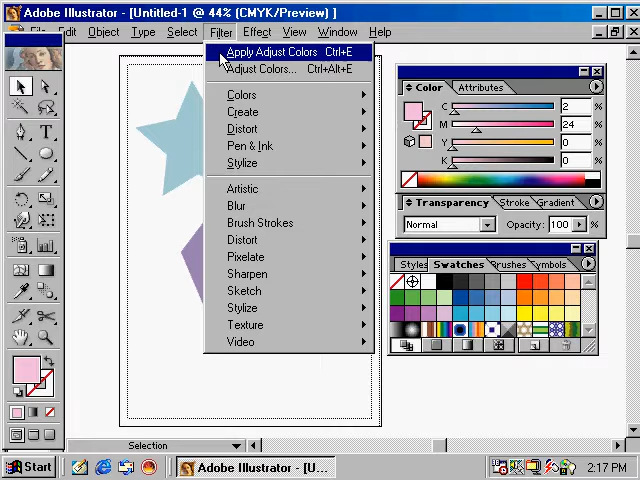 Adobe Illustrator - [Untitled-1 @ 44% (CMYK/Preview) ]
File Edit Object Type Select Filter Effect View Window Help
Apply Adjust Colors Ctrl+E
Adjust Colors... Ctrl+Alt+E
Colors
Create
Distort
Pen & Ink
Stylize
Artistic
Blur
Brush Strokes
Distort
Pixelate
Sharpen
Sketch
Stylize
Texture
Video
Color Attributes
C 2 %
M 24 %
Y 0 %
K 0 %
Transparency Stroke Gradient
Normal Opacity: 100 %
Styles Swatches Brushes Symbols
T
Selection
Start Adobe Illustrator - [U... 2:17 PM